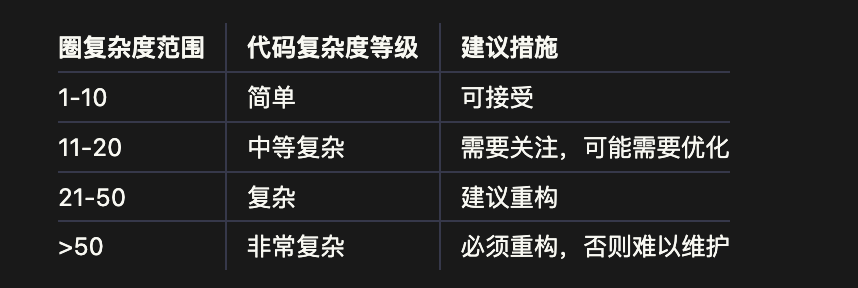 圈复杂度范围 代码复杂度等级 建议措施
1-10 简单 可接受
11-20 中等复杂 需要关注，可能需要优化
21-50 复杂 建议重构
>50 非常复杂 必须重构，否则难以维护